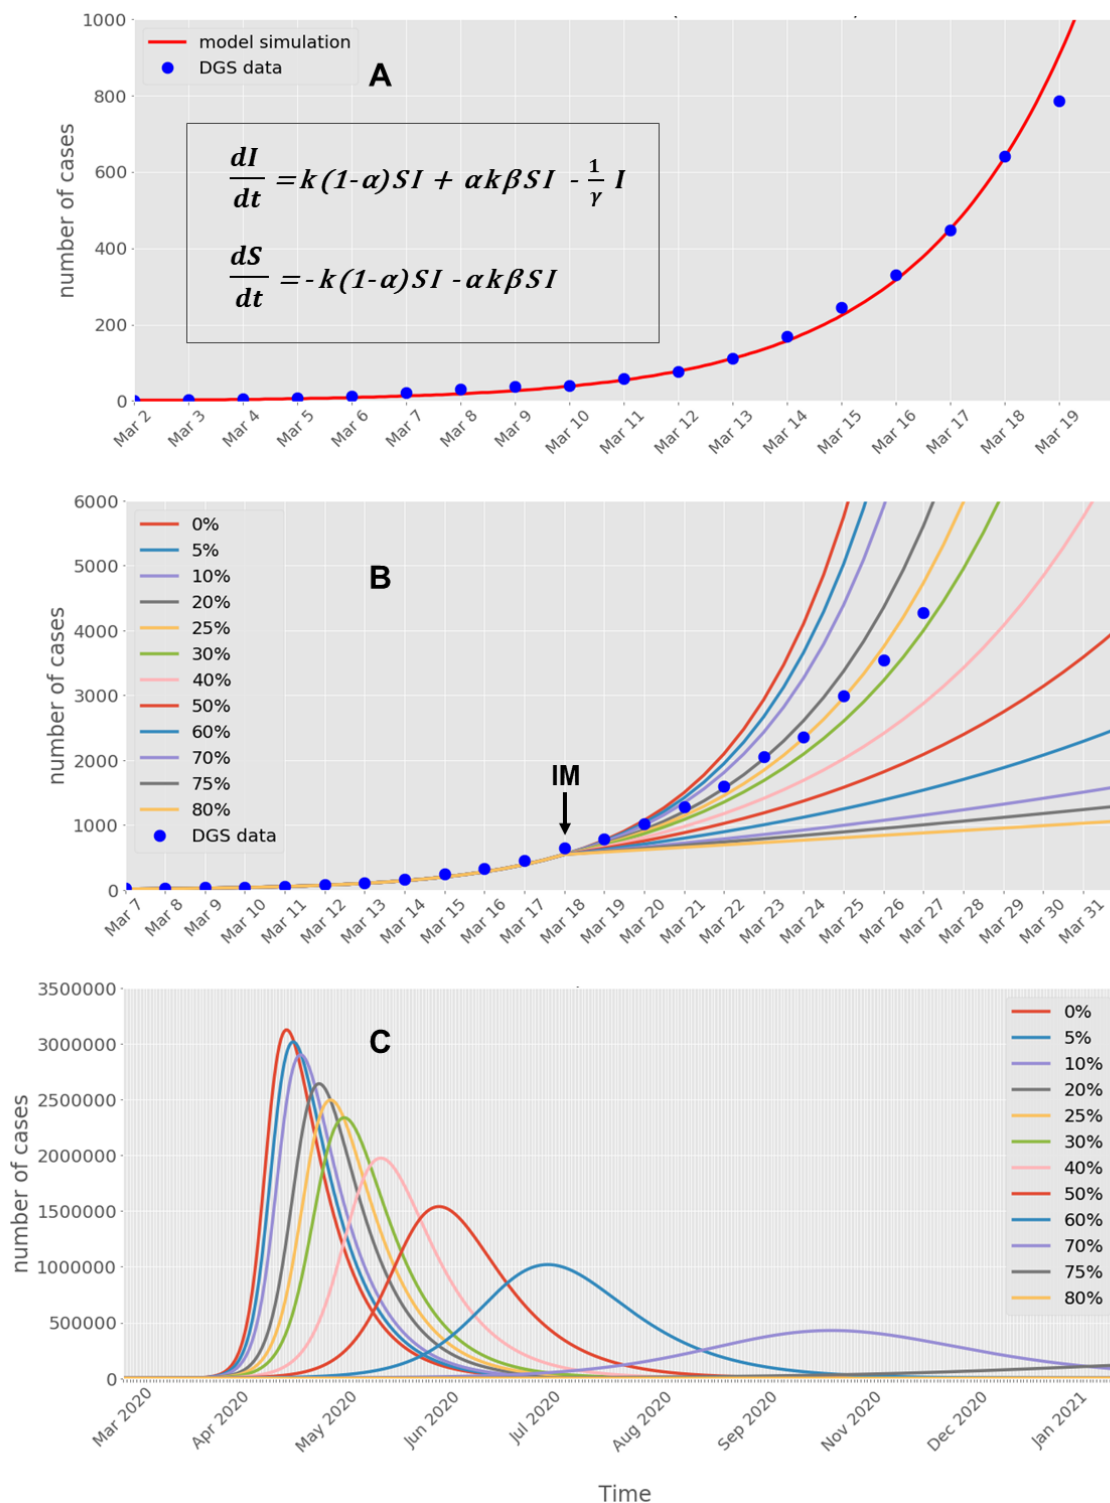 1000
model simulation
DGS data
A
800
600
400
200
0
number of cases
dI/dt = k(1-α)SI + αkβSI - 1/γ I
dS/dt = -k(1-α)SI - αkβSI
Mar 2 Mar 3 Mar 4 Mar 5 Mar 6 Mar 7 Mar 8 Mar 9 Mar 10 Mar 11 Mar 12 Mar 13 Mar 14 Mar 15 Mar 16 Mar 17 Mar 18 Mar 19
6000
5000
4000
3000
2000
1000
0
number of cases
0%
5%
10%
20%
25%
30%
40%
50%
60%
70%
75%
80%
DGS data
B
IM
Mar 7 Mar 8 Mar 9 Mar 10 Mar 11 Mar 12 Mar 13 Mar 14 Mar 15 Mar 16 Mar 17 Mar 18 Mar 19 Mar 20 Mar 21 Mar 22 Mar 23 Mar 24 Mar 25 Mar 26 Mar 27 Mar 28 Mar 29 Mar 30 Mar 31
3500000
3000000
2500000
2000000
1500000
1000000
500000
0
number of cases
C
0%
5%
10%
20%
25%
30%
40%
50%
60%
70%
75%
80%
Mar 2020 Apr 2020 May 2020 Jun 2020 Jul 2020 Aug 2020 Sep 2020 Nov 2020 Dec 2020 Jan 2021
Time